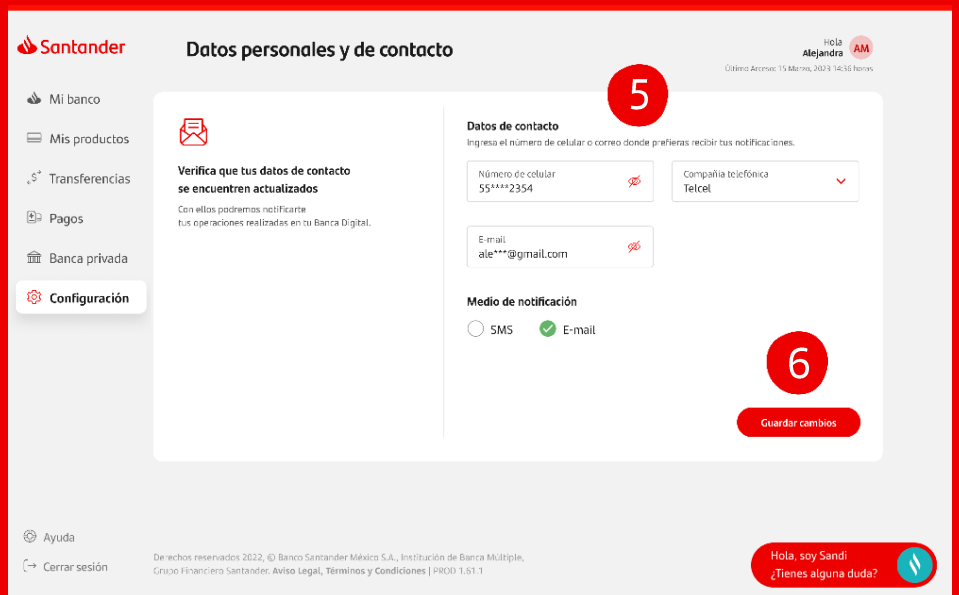 Santander
Datos personales y de contacto
Hola
Alejandra
AM
Último Acceso: 15 Marzo, 2023 14:36 horas
Mi banco
Mis productos
Transferencias
Pagos
Banca privada
Configuración
Verifica que tus datos de contacto
se encuentren actualizados
Con ellos podremos notificarte
tus operaciones realizadas en tu Banca Digital.
5
Datos de contacto
Ingresa el número de celular o correo donde prefieras recibir tus notificaciones.
Número de celular
55****2354
Compañía telefónica
Telcel
E-mail
ale***@gmail.com
Medio de notificación
SMS
E-mail
6
Guardar cambios
Ayuda
Cerrar sesión
Derechos reservados 2022, © Banco Santander México S.A., Institución de Banca Múltiple,
Grupo Financiero Santander. Aviso Legal, Términos y Condiciones | PROD 1.61.1
Hola, soy Sandi
¿Tienes alguna duda?